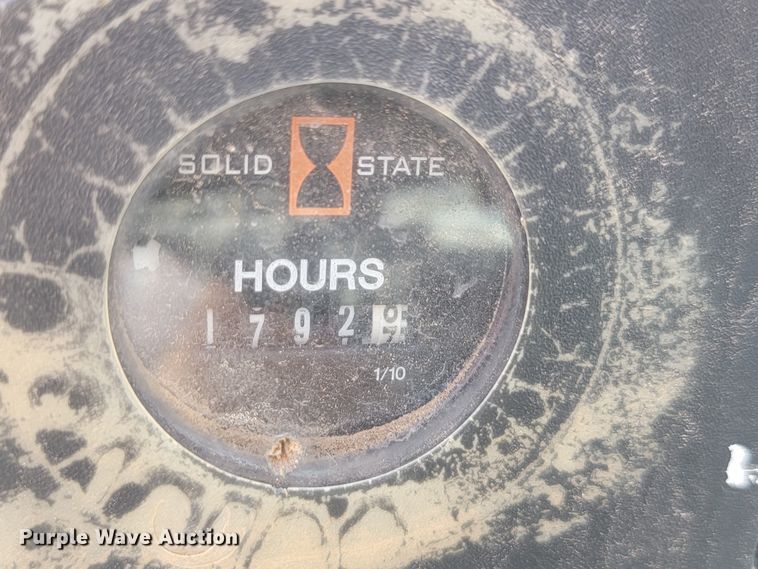 SOLID STATE
HOURS
1792
1/10
Purple Wave Auction